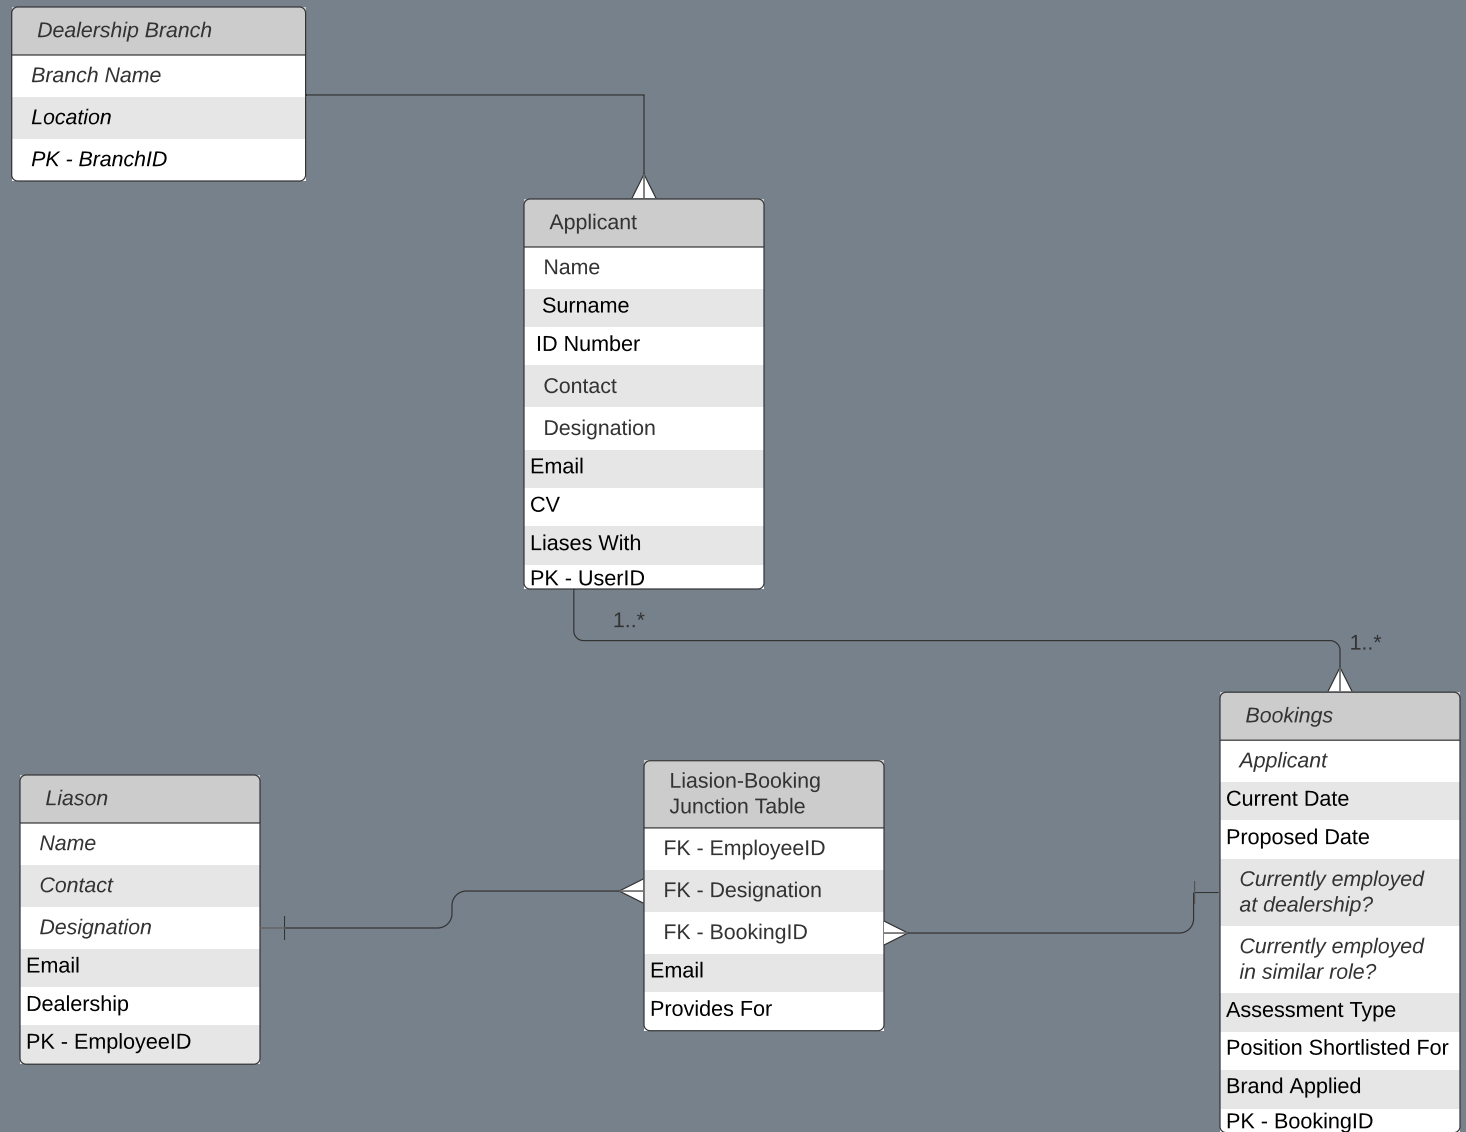 Dealership Branch
Branch Name
Location
PK - BranchID
Applicant
Name
Surname
ID Number
Contact
Designation
Email
CV
Liases With
PK - UserID
1..*
1..*
Bookings
Applicant
Current Date
Proposed Date
Currently employed
at dealership?
Currently employed
in similar role?
Assessment Type
Position Shortlisted For
Brand Applied
PK - BookingID
Liasion-Booking
Junction Table
FK - EmployeeID
FK - Designation
FK - BookingID
Email
Provides For
Liason
Name
Contact
Designation
Email
Dealership
PK - EmployeeID